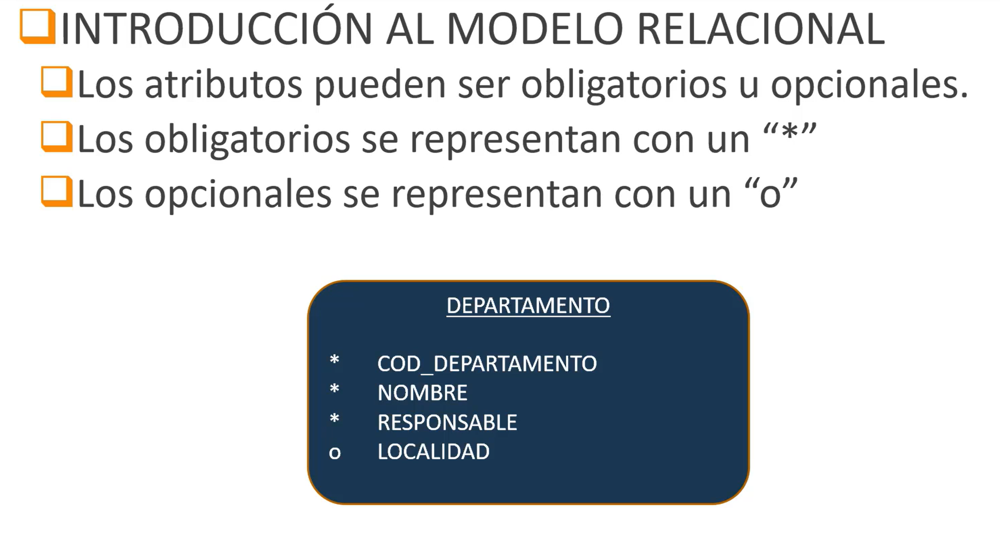 INTRODUCCIÓN AL MODELO RELACIONAL
Los atributos pueden ser obligatorios u opcionales.
Los obligatorios se representan con un “*”
Los opcionales se representan con un “o”
DEPARTAMENTO
* COD_DEPARTAMENTO
* NOMBRE
* RESPONSABLE
o LOCALIDAD